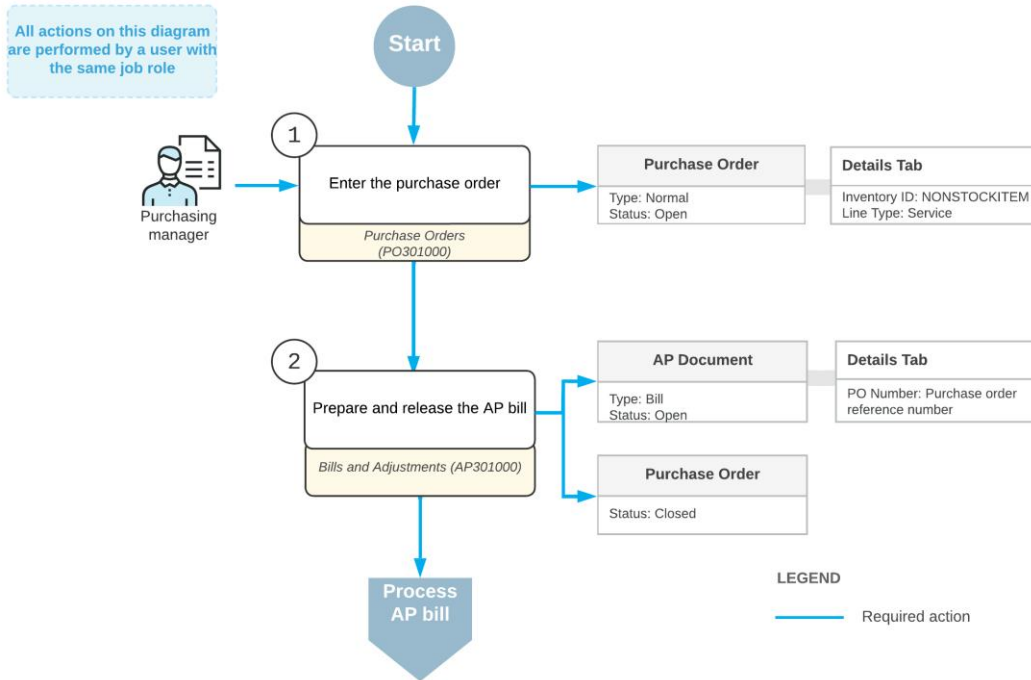 All actions on this diagram
are performed by a user with
the same job role
Start
1
Enter the purchase order
Purchase Orders
(PO301000)
Purchasing
manager
Purchase Order
Type: Normal
Status: Open
Details Tab
Inventory ID: NONSTOCKITEM
Line Type: Service
2
Prepare and release the AP bill
Bills and Adjustments (AP301000)
AP Document
Type: Bill
Status: Open
Details Tab
PO Number: Purchase order
reference number
Purchase Order
Status: Closed
Process
AP bill
LEGEND
Required action